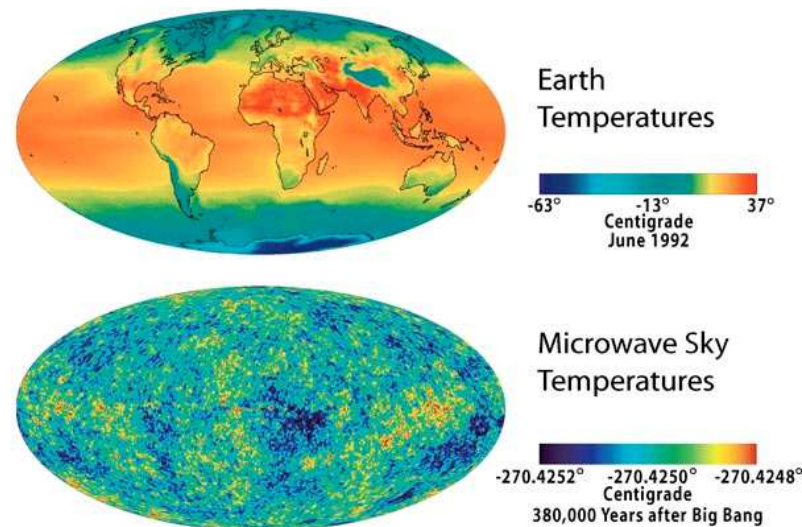 Earth
Temperatures
-63° -13° 37°
Centigrade
June 1992
Microwave Sky
Temperatures
-270.4252° -270.4250° -270.4248°
Centigrade
380,000 Years after Big Bang